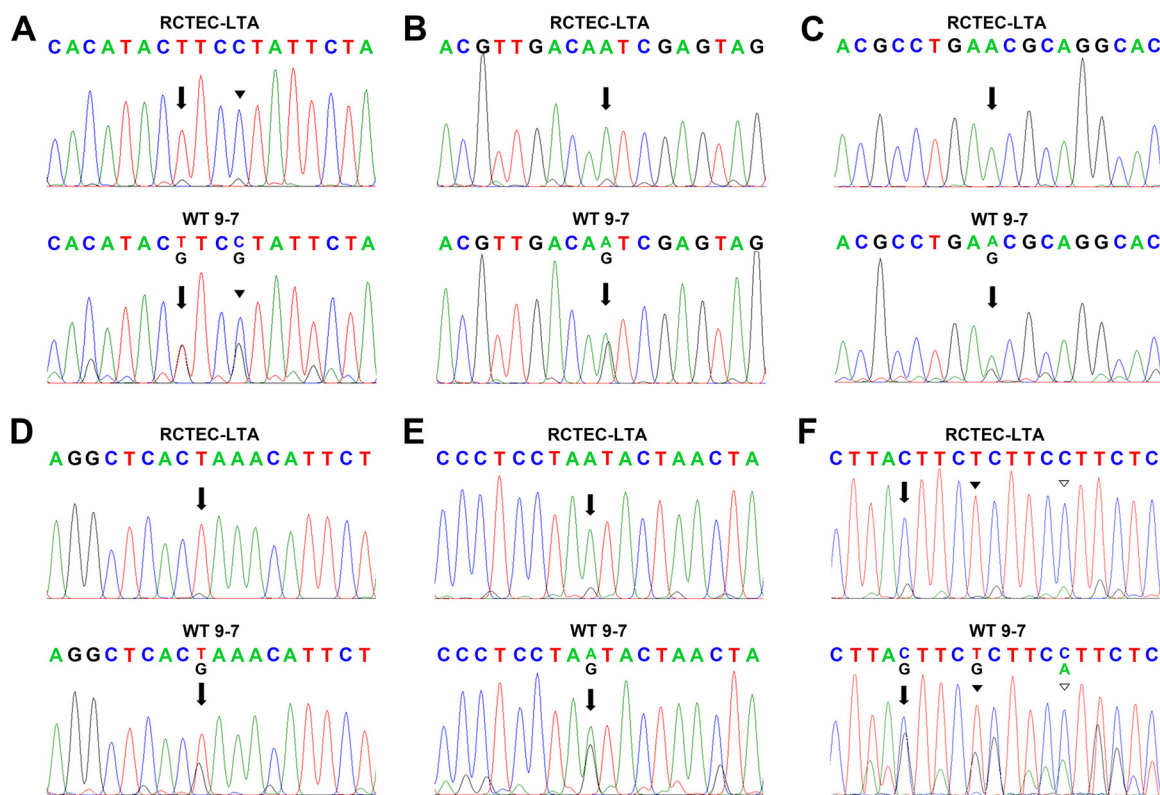 A
RCTEC-LTA
CACATACTTCCTATTCTA
WT 9-7
CACATACTTCCTATTCTA
G G
B
RCTEC-LTA
ACGTTGACAATCGAGTAG
WT 9-7
ACGTTGACAATCGAGTAG
G
C
RCTEC-LTA
ACGCCTGAACGCAGGCAC
WT 9-7
ACGCCTGAACGCAGGCAC
G
D
RCTEC-LTA
AGGCTCACTAAACATTCT
WT 9-7
AGGCTCACTAAACATTCT
G
E
RCTEC-LTA
CCCTCCTAATACTAACTA
WT 9-7
CCCTCCTAATACTAACTA
G
F
RCTEC-LTA
CTTACTTCTCTTCCTTCTC
WT 9-7
CTTACTTCTCTTCCTTCTC
G G A